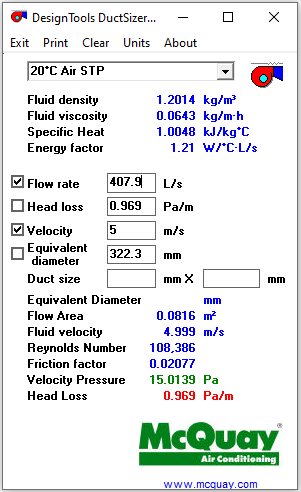 DesignTools DuctSizer...
Exit Print Clear Units About
20°C Air STP
Fluid density 1.2014 kg/m³
Fluid viscosity 0.0643 kg/m·h
Specific Heat 1.0048 kJ/kg°C
Energy factor 1.21 W/°C·L/s
Flow rate 407.9 L/s
Head loss 0.969 Pa/m
Velocity 5 m/s
Equivalent
diameter 322.3 mm
Duct size mm X mm
Equivalent Diameter mm
Flow Area 0.0816 m²
Fluid velocity 4.999 m/s
Reynolds Number 108,386
Friction factor 0.02077
Velocity Pressure 15.0139 Pa
Head Loss 0.969 Pa/m
McQuay®
Air Conditioning
www.mcquay.com